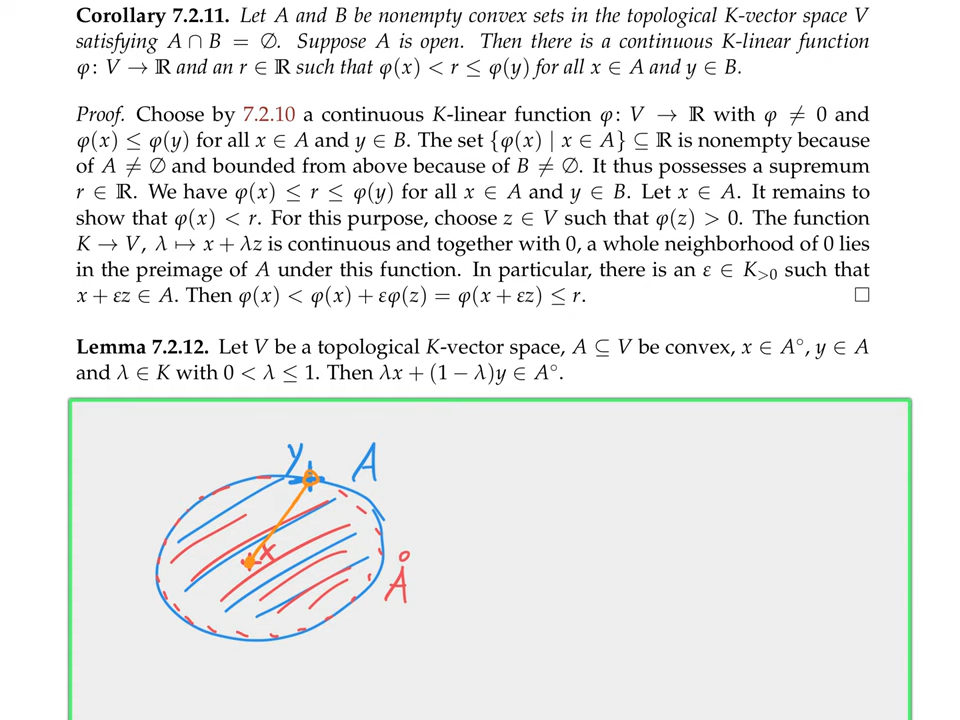 Corollary 7.2.11. Let A and B be nonempty convex sets in the topological K-vector space V
satisfying A ∩ B = ∅. Suppose A is open. Then there is a continuous K-linear function
φ: V → ℝ and an r ∈ ℝ such that φ(x) < r ≤ φ(y) for all x ∈ A and y ∈ B.
Proof. Choose by 7.2.10 a continuous K-linear function φ: V → ℝ with φ ≠ 0 and
φ(x) ≤ φ(y) for all x ∈ A and y ∈ B. The set {φ(x) | x ∈ A} ⊆ ℝ is nonempty because
of A ≠ ∅ and bounded from above because of B ≠ ∅. It thus possesses a supremum
r ∈ ℝ. We have φ(x) ≤ r ≤ φ(y) for all x ∈ A and y ∈ B. Let x ∈ A. It remains to
show that φ(x) < r. For this purpose, choose z ∈ V such that φ(z) > 0. The function
K → V, λ ↦ x + λz is continuous and together with 0, a whole neighborhood of 0 lies
in the preimage of A under this function. In particular, there is an ε ∈ K>0 such that
x + εz ∈ A. Then φ(x) < φ(x) + εφ(z) = φ(x + εz) ≤ r. □
Lemma 7.2.12. Let V be a topological K-vector space, A ⊆ V be convex, x ∈ A°, y ∈ A
and λ ∈ K with 0 < λ ≤ 1. Then λx + (1 − λ)y ∈ A°.
y A
x
Å